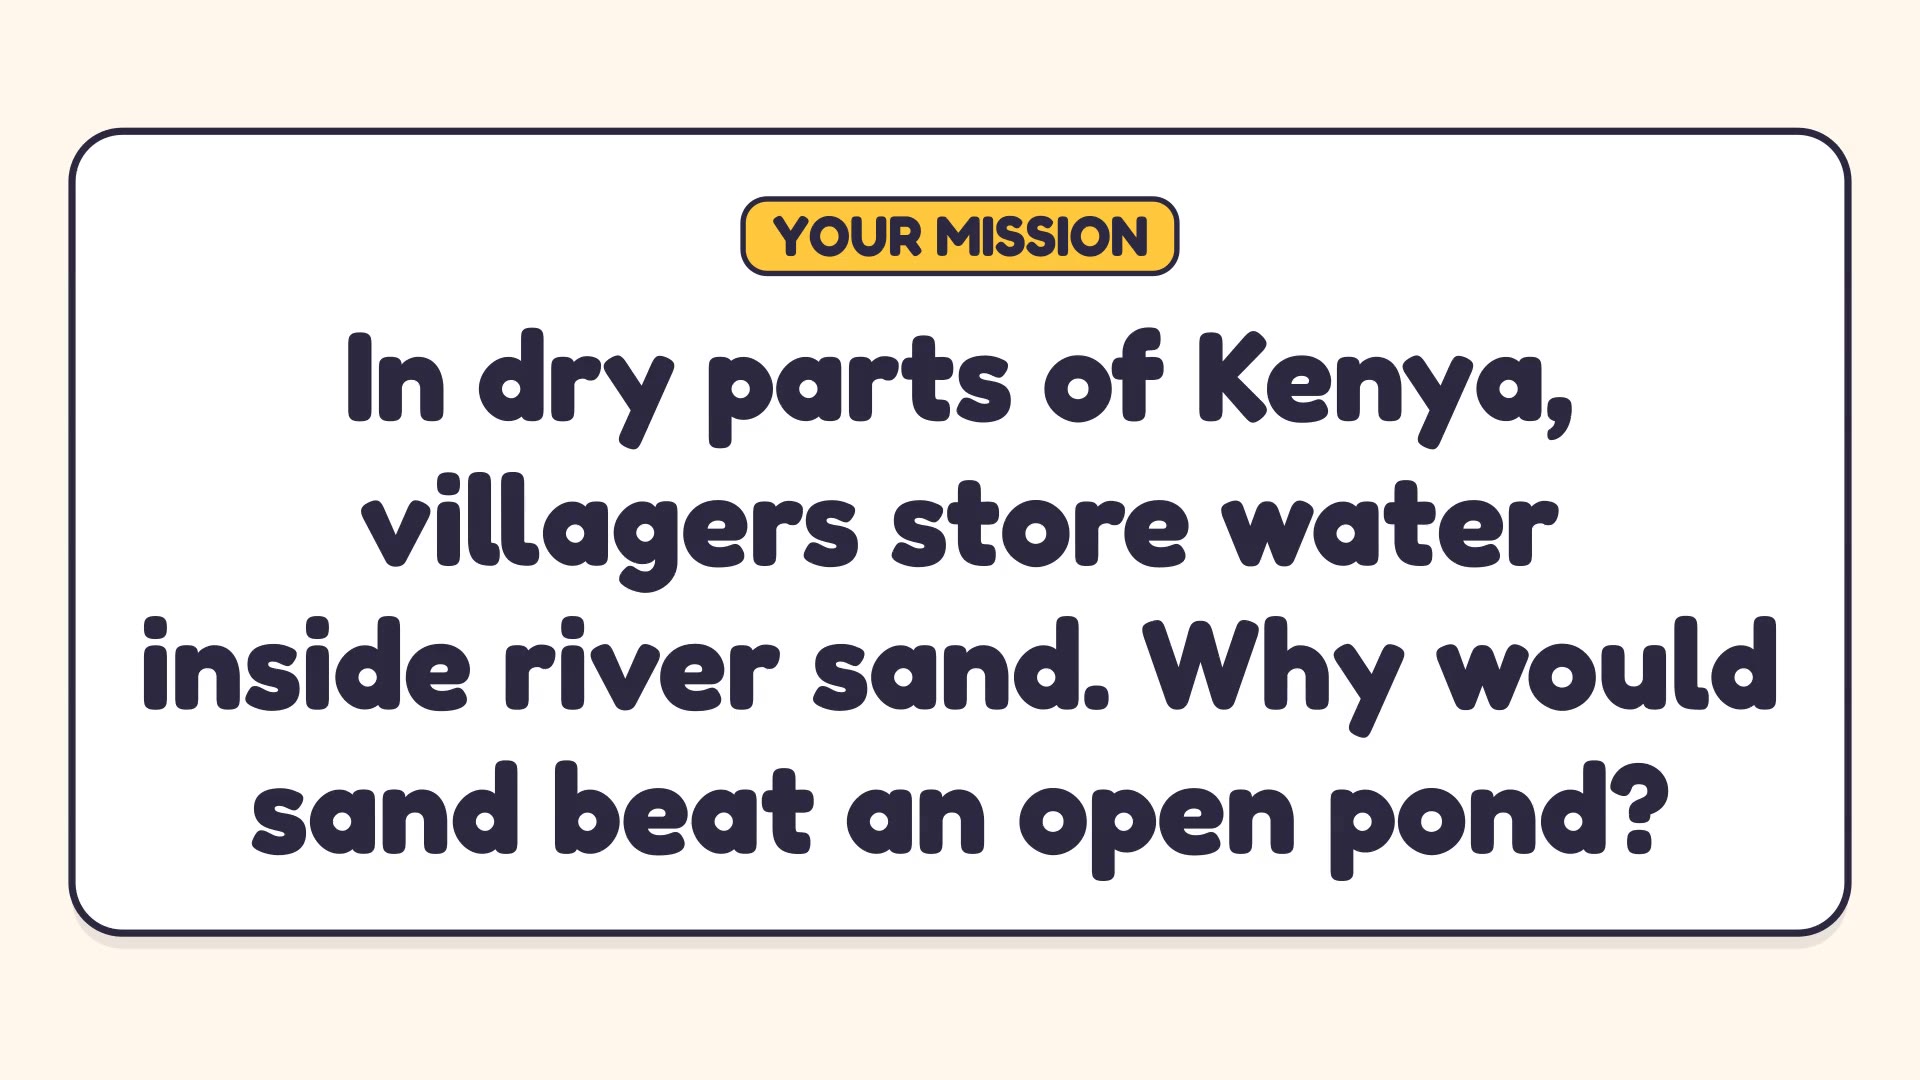 YOUR MISSION
In dry parts of Kenya,
villagers store water
inside river sand. Why would
sand beat an open pond?